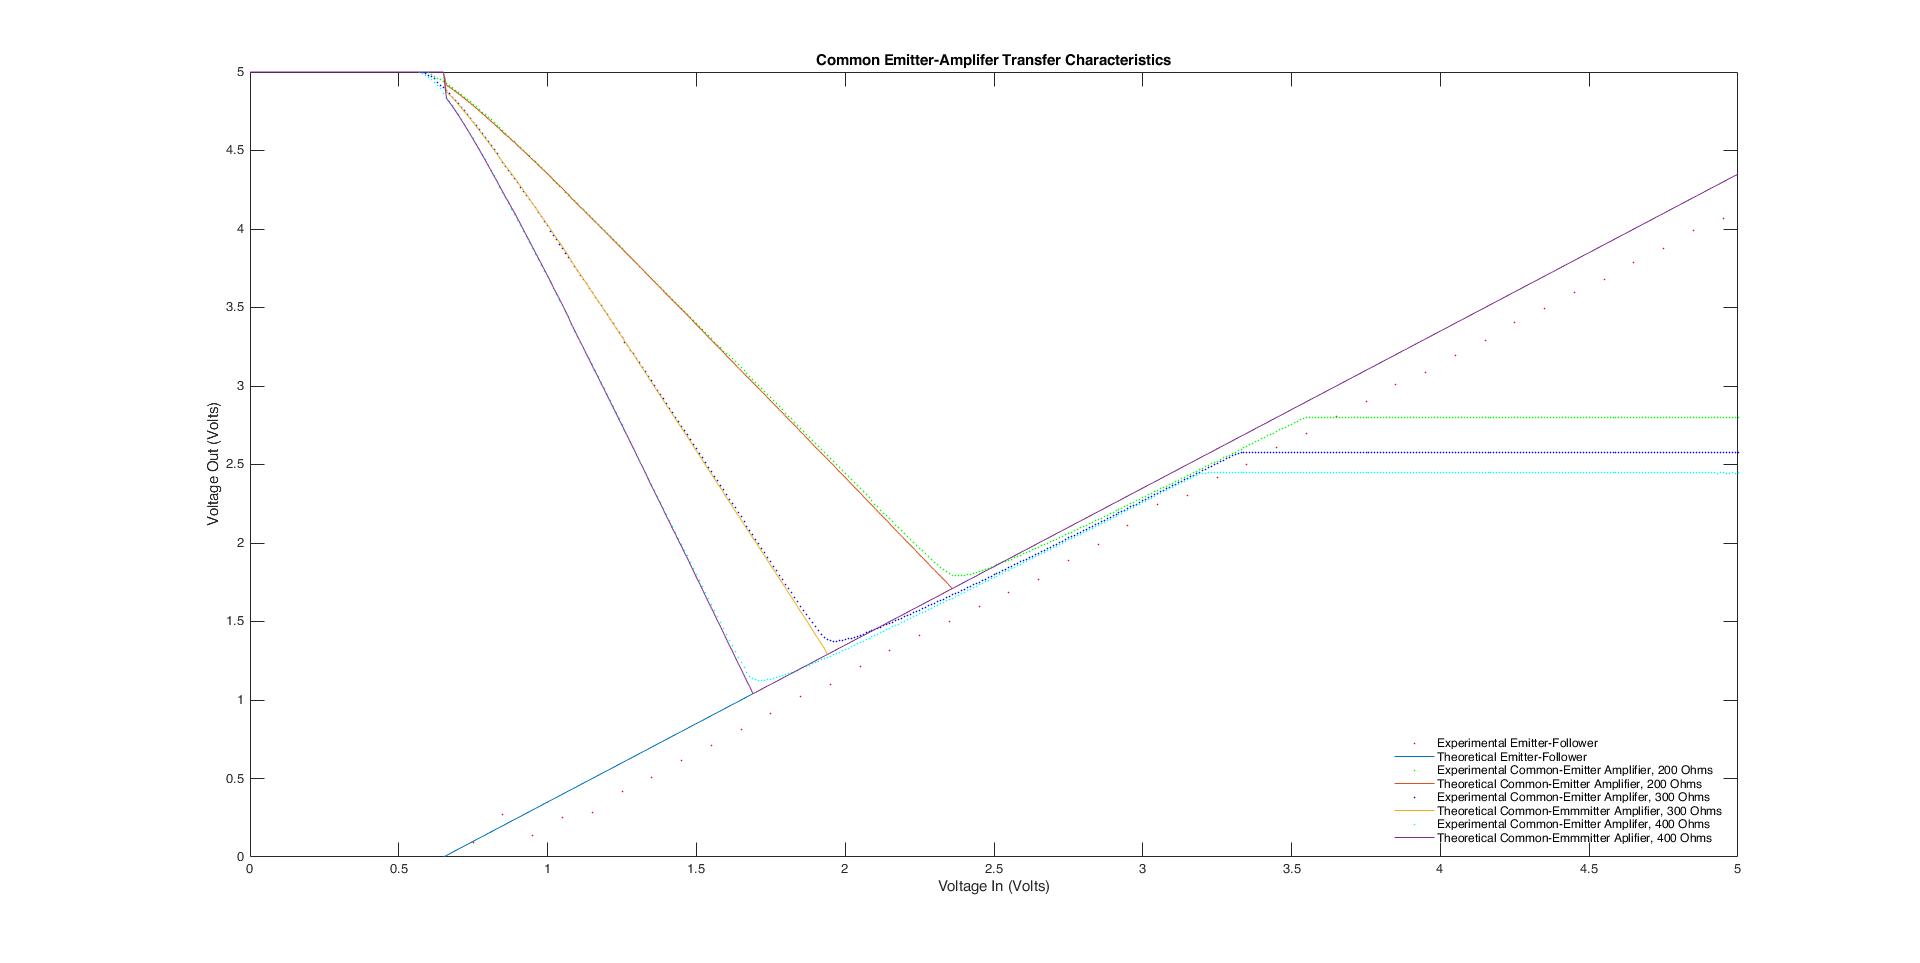 Common Emitter-Amplifer Transfer Characteristics
5
4.5
4
3.5
3
2.5
2
1.5
1
0.5
0
Voltage Out (Volts)
Experimental Emitter-Follower
Theoretical Emitter-Follower
Experimental Common-Emitter Amplifier, 200 Ohms
Theoretical Common-Emitter Amplifier, 200 Ohms
Experimental Common-Emitter Amplifer, 300 Ohms
Theoretical Common-Emmmitter Amplifier, 300 Ohms
Experimental Common-Emitter Amplifer, 400 Ohms
Theoretical Common-Emmmitter Aplifier, 400 Ohms
0 0.5 1 1.5 2 2.5 3 3.5 4 4.5 5
Voltage In (Volts)